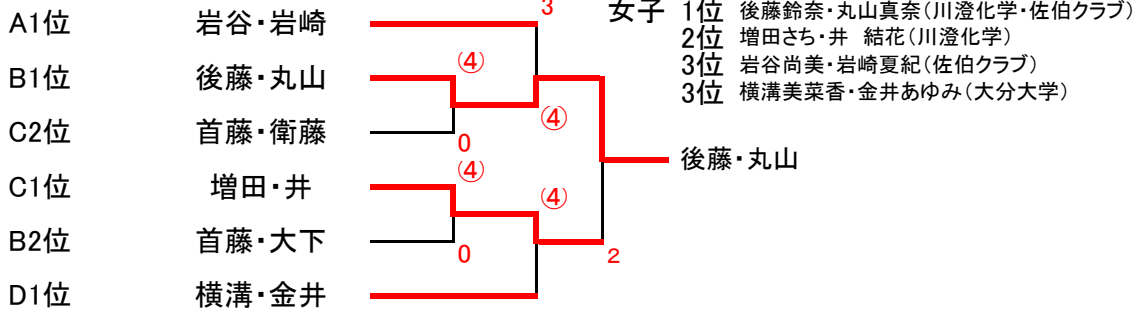 A1位 岩谷・岩崎 3 女子 1位 後藤鈴奈・丸山真奈(川澄化学・佐伯クラブ)
2位 増田さち・井 結花(川澄化学)
B1位 後藤・丸山 ④ 3位 岩谷尚美・岩崎夏紀(佐伯クラブ)
3位 横溝美菜香・金井あゆみ(大分大学)
④
C2位 首藤・衛藤 0
後藤・丸山
C1位 増田・井 ④
④
B2位 首藤・大下 0 2
D1位 横溝・金井